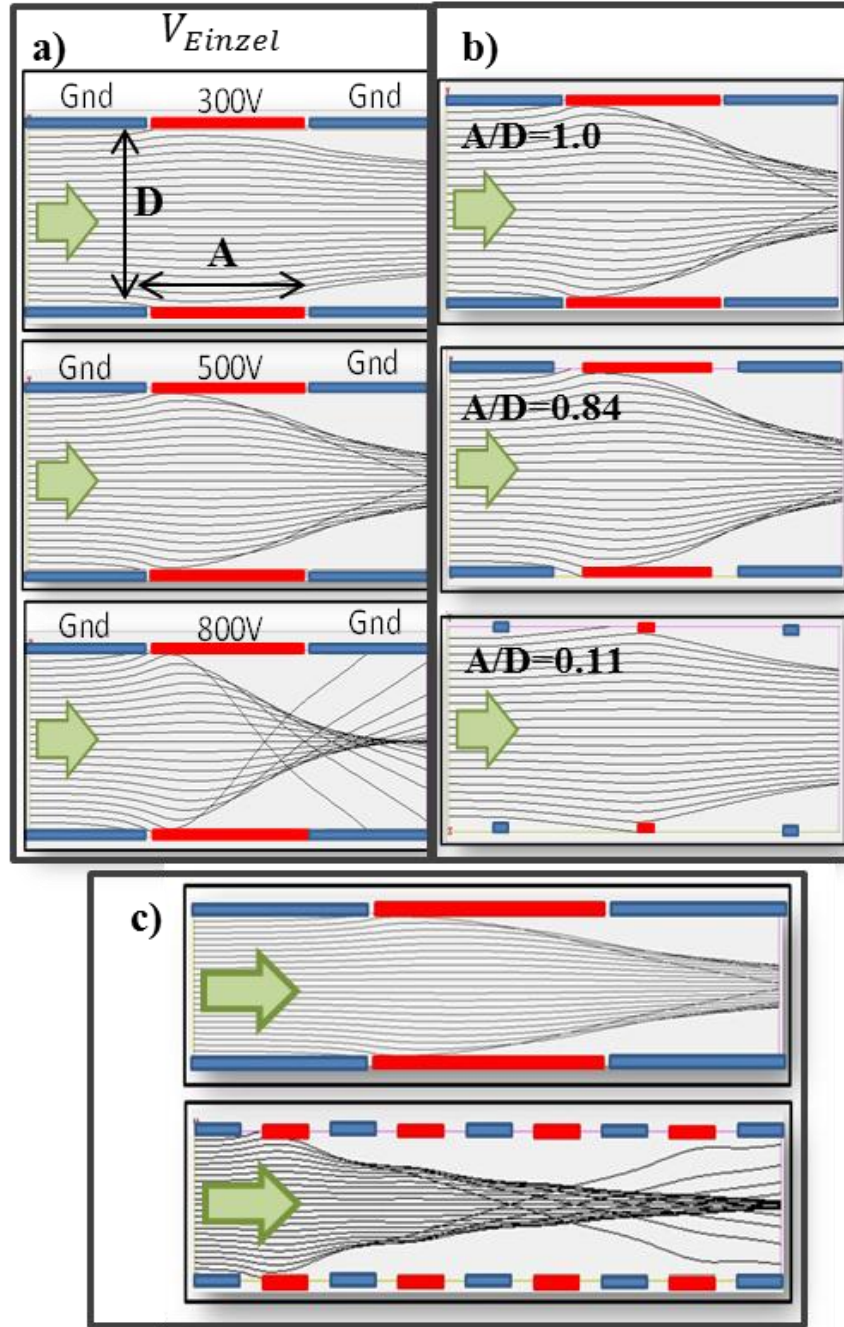 a)
V_Einzel
Gnd 300V Gnd
D
A
Gnd 500V Gnd
Gnd 800V Gnd
b)
A/D=1.0
A/D=0.84
A/D=0.11
c)